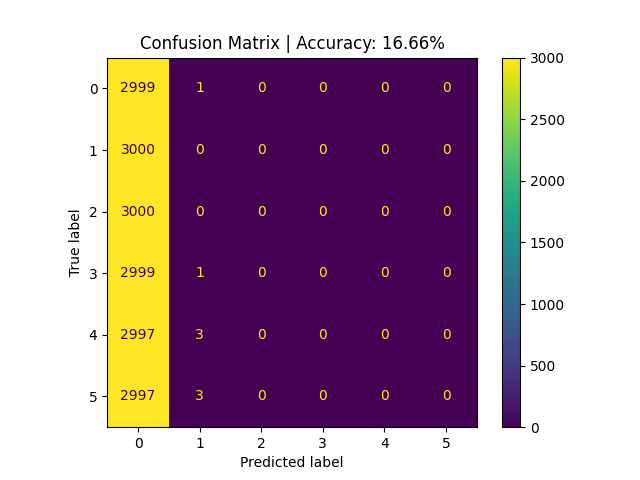 Confusion Matrix | Accuracy: 16.66%
True label
0 2999 1 0 0 0 0
1 3000 0 0 0 0 0
2 3000 0 0 0 0 0
3 2999 1 0 0 0 0
4 2997 3 0 0 0 0
5 2997 3 0 0 0 0
0 1 2 3 4 5
Predicted label
3000
2500
2000
1500
1000
500
0